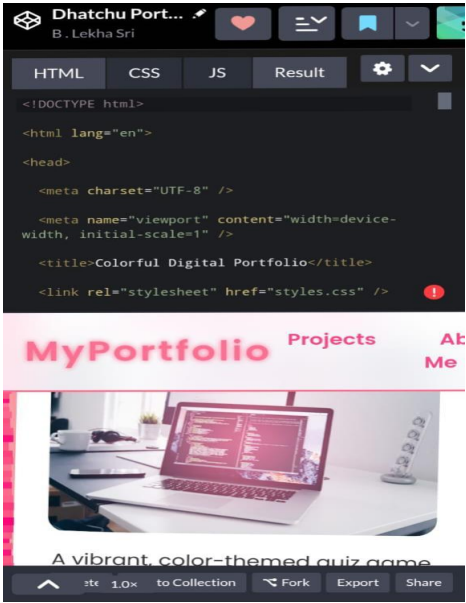 Dhatchu Port...
B . Lekha Sri
HTML CSS JS Result
<!DOCTYPE html>
<html lang="en">
<head>
<meta charset="UTF-8" />
<meta name="viewport" content="width=device-
width, initial-scale=1" />
<title>Colorful Digital Portfolio</title>
<link rel="stylesheet" href="styles.css" />
MyPortfolio
Projects
Ab
Me
A vibrant, color-themed quiz game
ete 1.0× to Collection Fork Export Share